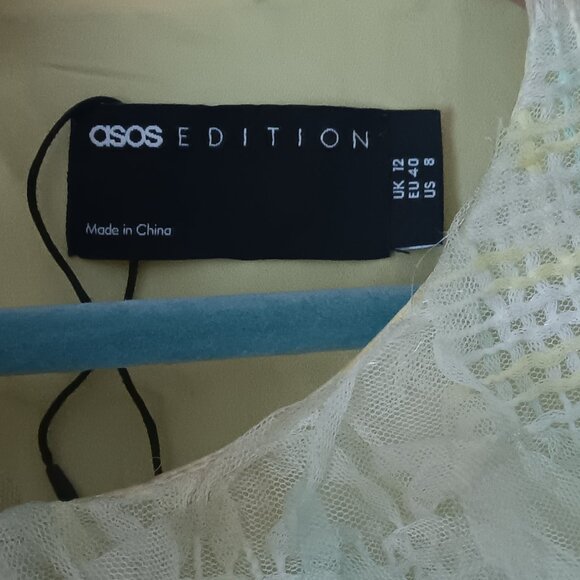 asos EDITION
UK 12
EU 40
US 8
Made in China